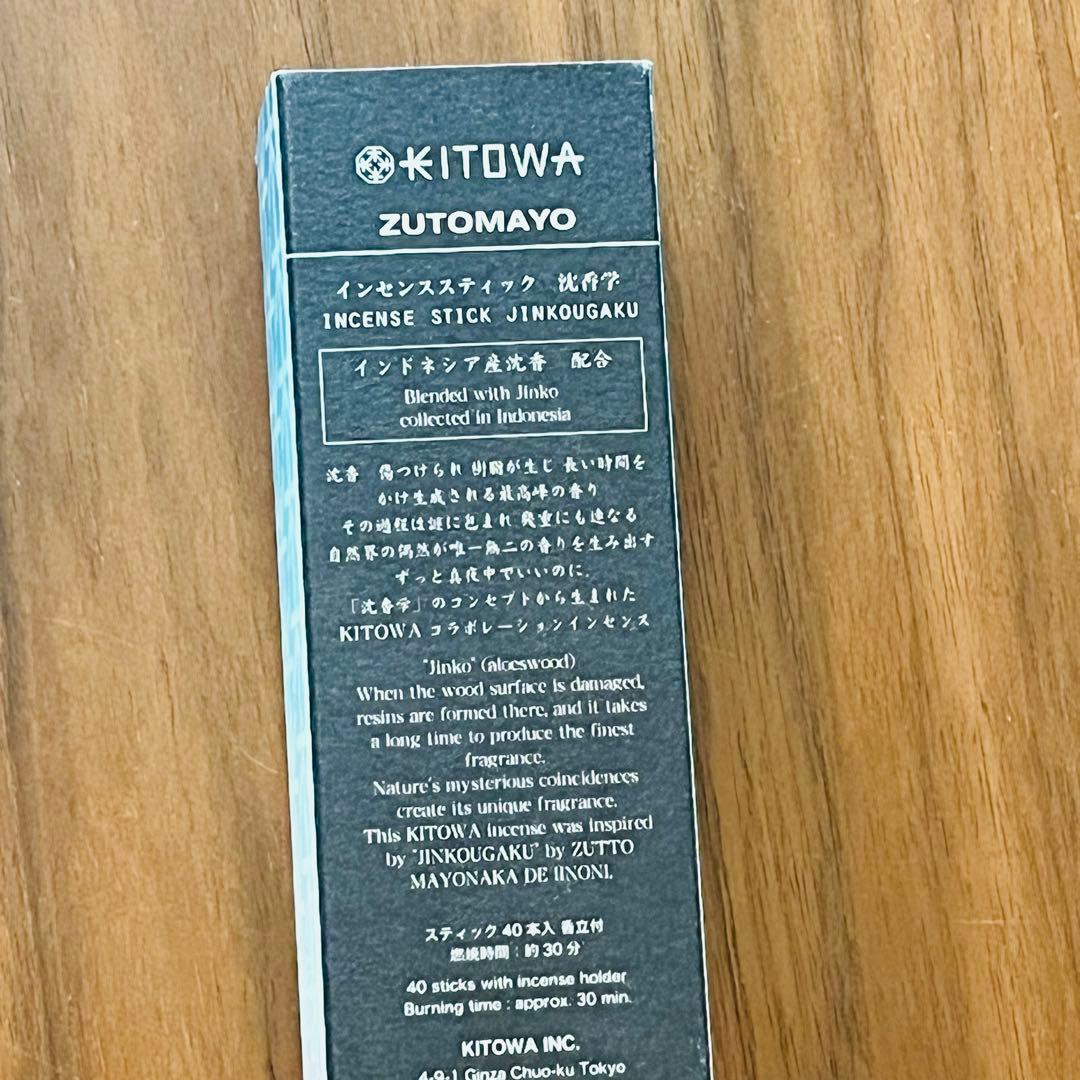 KITOWA
ZUTOMAYO
インセンススティック 沈香学
INCENSE STICK JINKOUGAKU
インドネシア産沈香 配合
Blended with Jinko
collected in Indonesia
沈香 傷つけられ 樹脂が生じ 長い時間を
かけ生成される最高峰の香り
その過程は謎に包まれ 幾重にも連なる
自然界の偶然が唯一無二の香りを生み出す
ずっと真夜中でいいのに。
「沈香学」のコンセプトから生まれた
KITOWA コラボレーションインセンス
"Jinko" (aloeswood)
When the wood surface is damaged,
resins are formed there, and it takes
a long time to produce the finest
fragrance.
Nature's mysterious coincidences
create its unique fragrance.
This KITOWA incense was inspired
by "JINKOUGAKU" by ZUTTO
MAYONAKA DE IINONI.
スティック 40本入 香立付
燃焼時間：約30分
40 sticks with incense holder
Burning time : approx. 30 min.
KITOWA INC.
4-9-1 Ginza Chuo-ku Tokyo